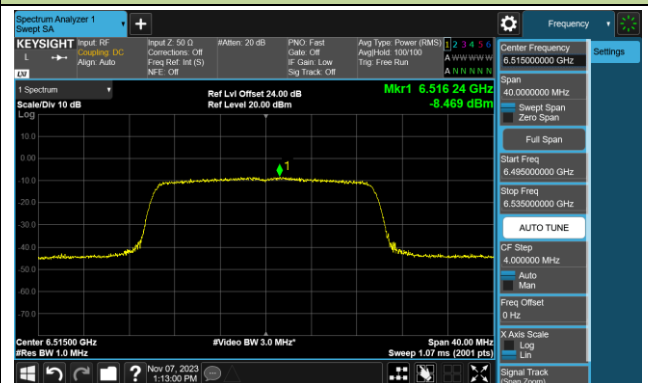 Spectrum Analyzer 1
Swept SA
Frequency
KEYSIGHT
L
LXI
Input: RF
Coupling: DC
Align: Auto
Input Z: 50 Ω
Corrections: Off
Freq Ref: Int (S)
NFE: Off
#Atten: 20 dB
PNO: Fast
Gate: Off
IF Gain: Low
Sig Track: Off
Avg Type: Power (RMS)
Avg|Hold: 100/100
Trig: Free Run
1 2 3 4 5 6
A W W W W W
A N N N N N
1 Spectrum
Scale/Div 10 dB
Log
Ref Lvl Offset 24.00 dB
Ref Level 20.00 dBm
Mkr1 6.516 24 GHz
-8.469 dBm
1
10.0
0.00
-10.0
-20.0
-30.0
-40.0
-50.0
-60.0
-70.0
Center 6.51500 GHz
#Res BW 1.0 MHz
#Video BW 3.0 MHz*
Span 40.00 MHz
Sweep 1.07 ms (2001 pts)
Nov 07, 2023
1:13:00 PM
Center Frequency
6.515000000 GHz
Settings
Span
40.0000000 MHz
Swept Span
Zero Span
Full Span
Start Freq
6.495000000 GHz
Stop Freq
6.535000000 GHz
AUTO TUNE
CF Step
4.000000 MHz
Auto
Man
Freq Offset
0 Hz
X Axis Scale
Log
Lin
Signal Track
(Span Zoom)